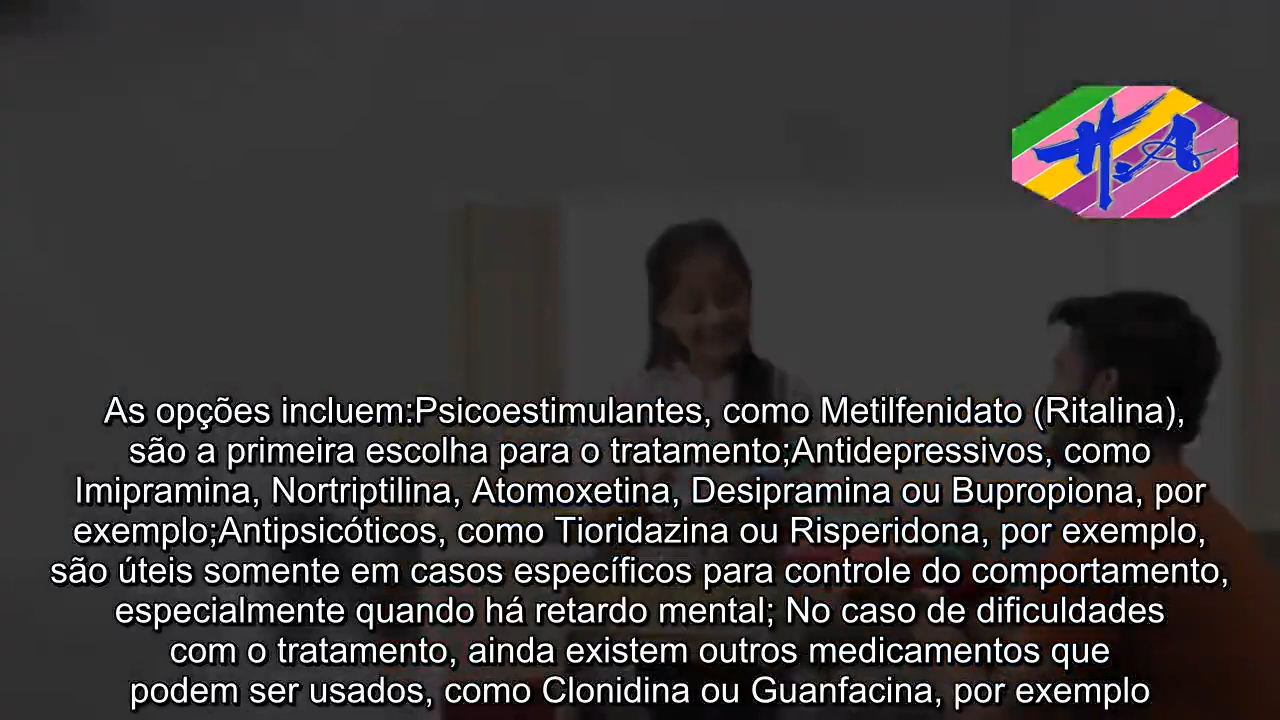 H.A
As opções incluem:Psicoestimulantes, como Metilfenidato (Ritalina),
são a primeira escolha para o tratamento;Antidepressivos, como
Imipramina, Nortriptilina, Atomoxetina, Desipramina ou Bupropiona, por
exemplo;Antipsicóticos, como Tioridazina ou Risperidona, por exemplo,
são úteis somente em casos específicos para controle do comportamento,
especialmente quando há retardo mental; No caso de dificuldades
com o tratamento, ainda existem outros medicamentos que
podem ser usados, como Clonidina ou Guanfacina, por exemplo